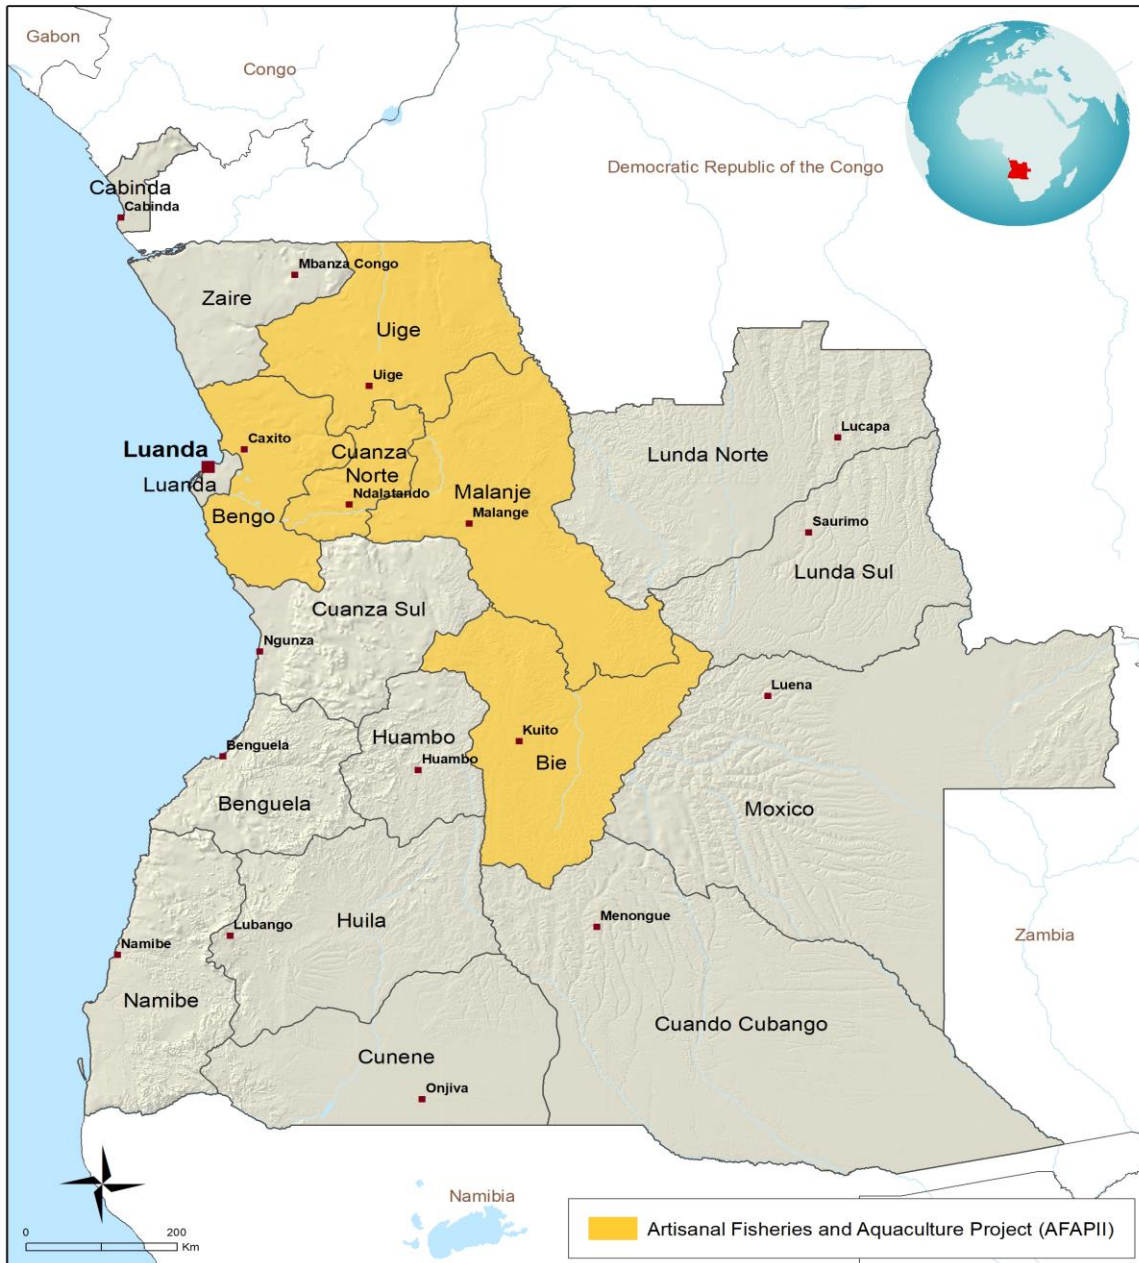 Gabon
Congo
Democratic Republic of the Congo
Cabinda
Cabinda
Mbanza Congo
Zaire
Uige
Uige
Lucapa
Luanda
Caxito
Cuanza
Norte
Lunda Norte
Luanda
Ndalatando
Malanje
Malange
Bengo
Saurimo
Lunda Sul
Cuanza Sul
Ngunza
Luena
Huambo
Kuito
Benguela
Huambo
Bie
Benguela
Moxico
Huila
Menongue
Lubango
Namibe
Zambia
Namibe
Cuando Cubango
Cunene
Onjiva
Namibia
0 200
Km
Artisanal Fisheries and Aquaculture Project (AFAPII)